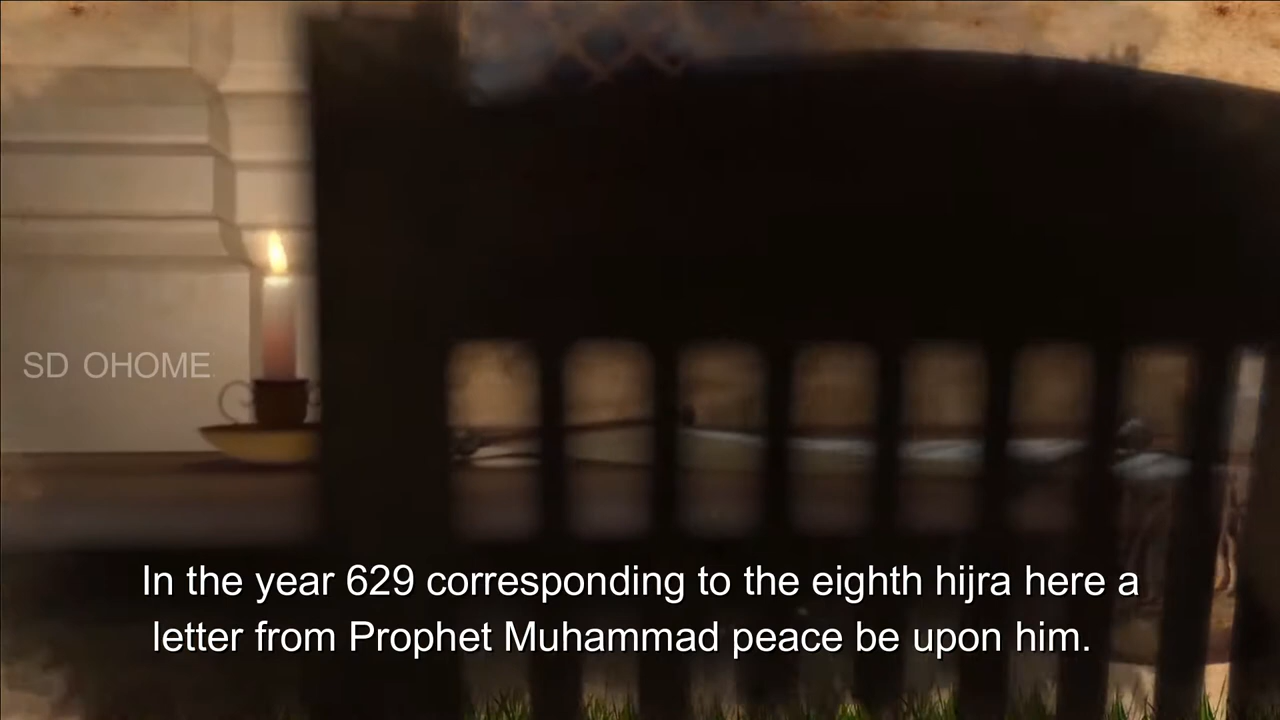 SD OHOME
In the year 629 corresponding to the eighth hijra here a
letter from Prophet Muhammad peace be upon him.